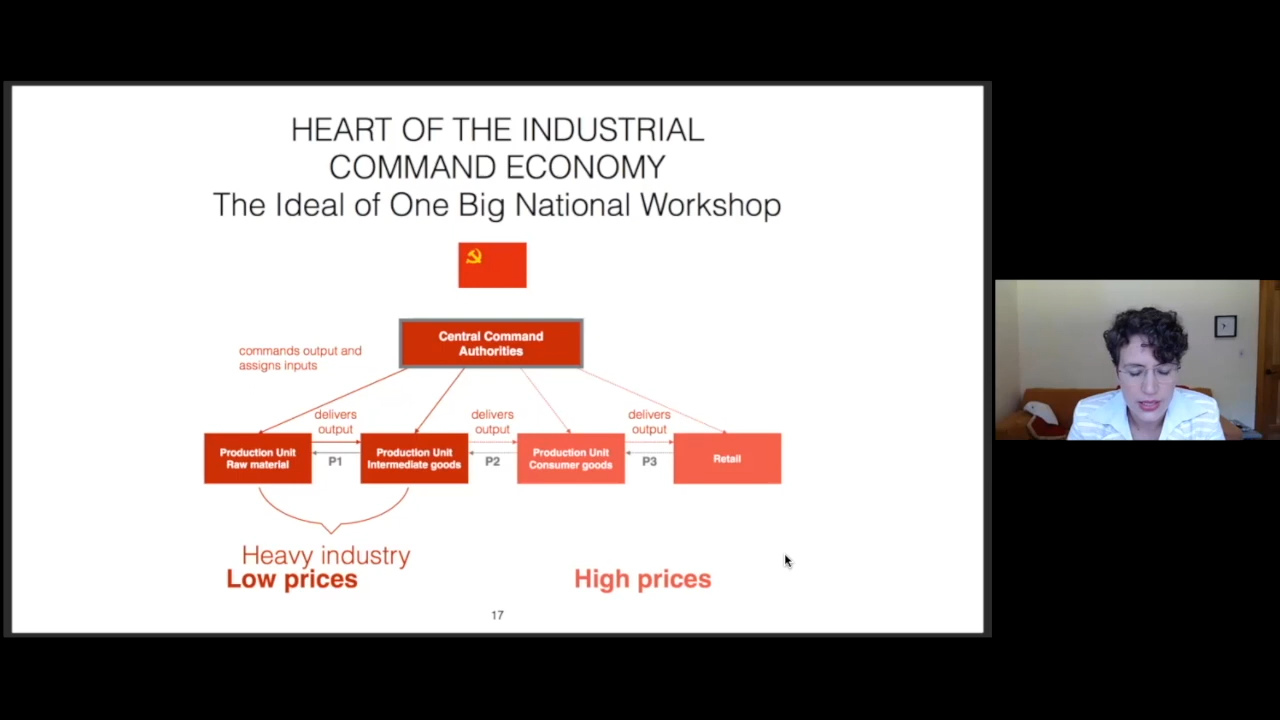 HEART OF THE INDUSTRIAL
COMMAND ECONOMY
The Ideal of One Big National Workshop
Central Command
Authorities
commands output and
assigns inputs
delivers
output
delivers
output
delivers
output
Production Unit
Raw material
P1
Production Unit
Intermediate goods
P2
Production Unit
Consumer goods
P3
Retail
Heavy industry
Low prices
High prices
17